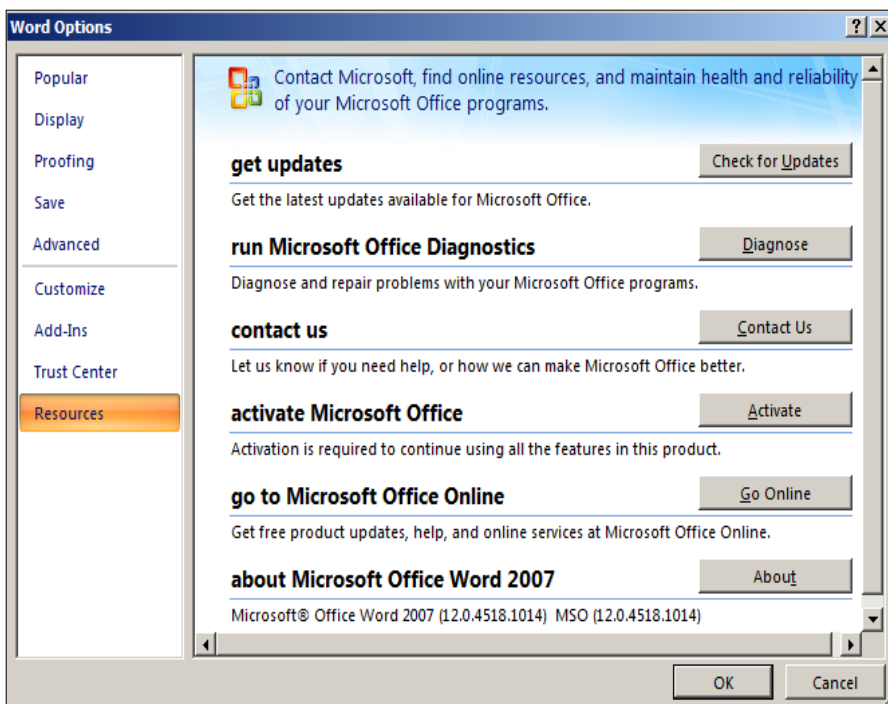 Word Options
Popular
Display
Proofing
Save
Advanced
Customize
Add-Ins
Trust Center
Resources
Contact Microsoft, find online resources, and maintain health and reliability
of your Microsoft Office programs.
get updates
Check for Updates
Get the latest updates available for Microsoft Office.
run Microsoft Office Diagnostics
Diagnose
Diagnose and repair problems with your Microsoft Office programs.
contact us
Contact Us
Let us know if you need help, or how we can make Microsoft Office better.
activate Microsoft Office
Activate
Activation is required to continue using all the features in this product.
go to Microsoft Office Online
Go Online
Get free product updates, help, and online services at Microsoft Office Online.
about Microsoft Office Word 2007
About
Microsoft® Office Word 2007 (12.0.4518.1014) MSO (12.0.4518.1014)
OK
Cancel